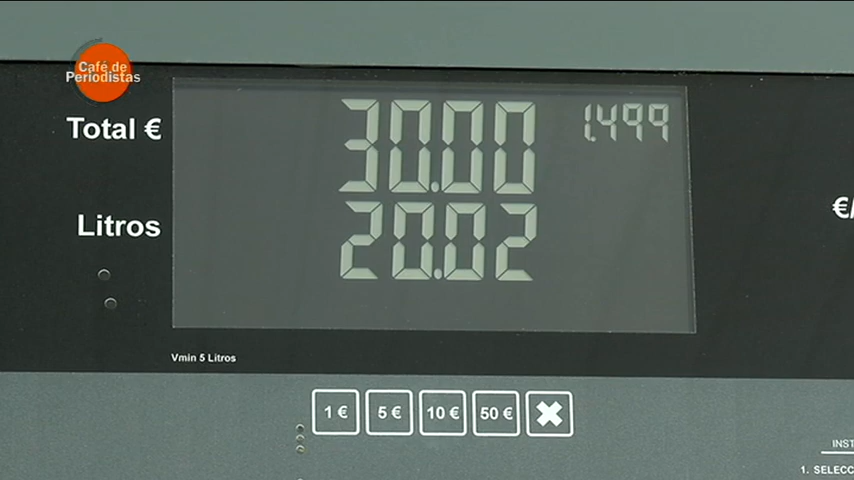 Café de
Periodistas
Total € 30.00 1.499
Litros 20.02
€/
Vmin 5 Litros
1 € 5 € 10 € 50 €
INST
1. SELECC